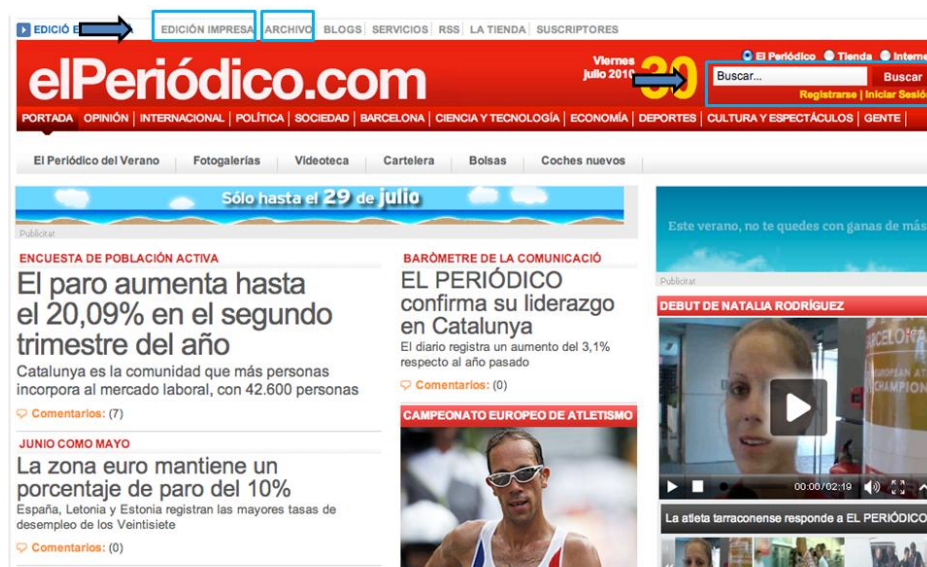 EDICIÓ E
EDICIÓN IMPRESA ARCHIVO BLOGS SERVICIOS RSS LA TIENDA SUSCRIPTORES
elPeriódico.com
Viernes
julio 2010
30
El Periódico Tienda Interne
Buscar... Buscar
Registrarse | Iniciar Sesió
PORTADA OPINIÓN | INTERNACIONAL | POLÍTICA | SOCIEDAD | BARCELONA | CIENCIA Y TECNOLOGÍA | ECONOMÍA | DEPORTES | CULTURA Y ESPECTÁCULOS | GENTE |
El Periódico del Verano Fotogalerías Videoteca Cartelera Bolsas Coches nuevos
Sólo hasta el 29 de julio
Publicitat
Este verano, no te quedes con ganas de más
Publicitat
ENCUESTA DE POBLACIÓN ACTIVA
El paro aumenta hasta
el 20,09% en el segundo
trimestre del año
Catalunya es la comunidad que más personas
incorpora al mercado laboral, con 42.600 personas
Comentarios: (7)
JUNIO COMO MAYO
La zona euro mantiene un
porcentaje de paro del 10%
España, Letonia y Estonia registran las mayores tasas de
desempleo de los Veintisiete
Comentarios: (0)
BARÒMETRE DE LA COMUNICACIÓ
EL PERIÓDICO
confirma su liderazgo
en Catalunya
El diario registra un aumento del 3,1%
respecto al año pasado
Comentarios: (0)
CAMPEONATO EUROPEO DE ATLETISMO
DEBUT DE NATALIA RODRÍGUEZ
BARCELONA
EUROPEAN AT
CHAMPION
00:00/02:19
La atleta tarraconense responde a EL PERIÓDICO